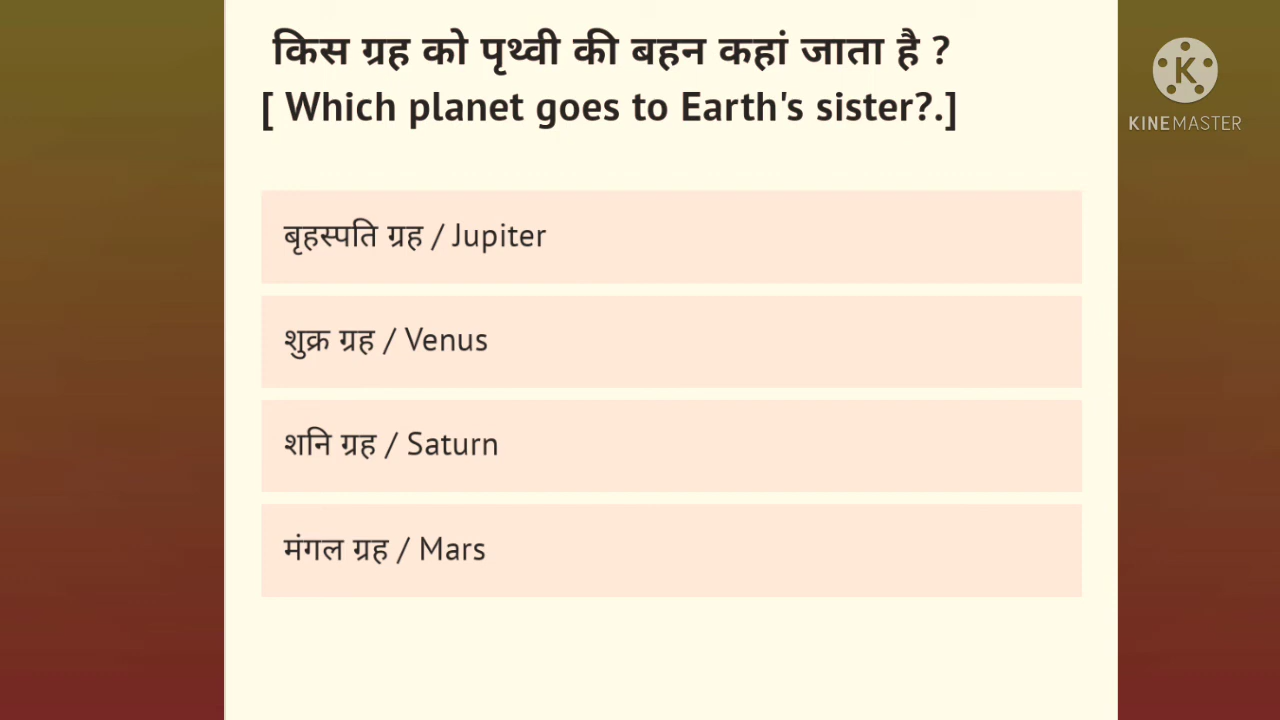 किस ग्रह को पृथ्वी की बहन कहां जाता है ?
[ Which planet goes to Earth's sister?.]
K
KINEMASTER
बृहस्पति ग्रह / Jupiter
शुक्र ग्रह / Venus
शनि ग्रह / Saturn
मंगल ग्रह / Mars